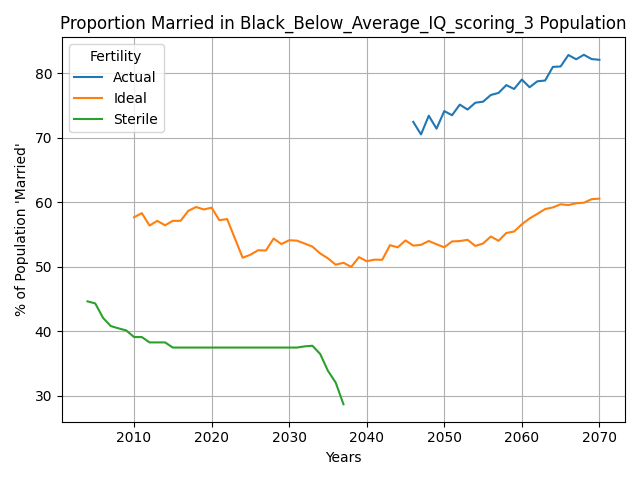 Proportion Married in Black_Below_Average_IQ_scoring_3 Population
Fertility
Actual
Ideal
Sterile
% of Population 'Married'
80
70
60
50
40
30
2010 2020 2030 2040 2050 2060 2070
Years